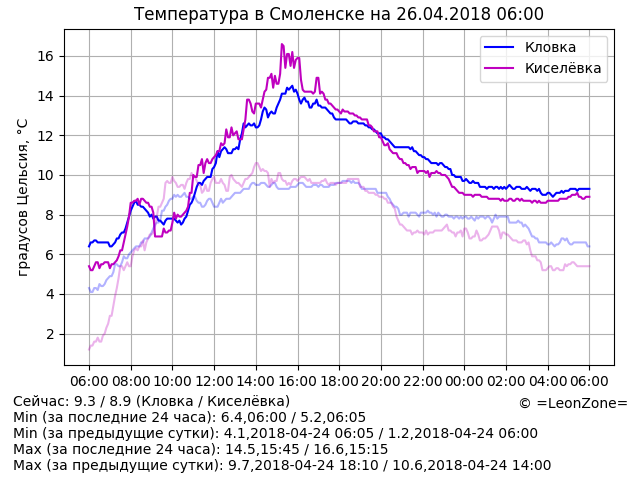 Температура в Смоленске на 26.04.2018 06:00
градусов Цельсия, °C
16
14
12
10
8
6
4
2
Кловка
Киселёвка
06:00 08:00 10:00 12:00 14:00 16:00 18:00 20:00 22:00 00:00 02:00 04:00 06:00
Сейчас: 9.3 / 8.9 (Кловка / Киселёвка)
© =LeonZone=
Min (за последние 24 часа): 6.4,06:00 / 5.2,06:05
Min (за предыдущие сутки): 4.1,2018-04-24 06:05 / 1.2,2018-04-24 06:00
Max (за последние 24 часа): 14.5,15:45 / 16.6,15:15
Max (за предыдущие сутки): 9.7,2018-04-24 18:10 / 10.6,2018-04-24 14:00